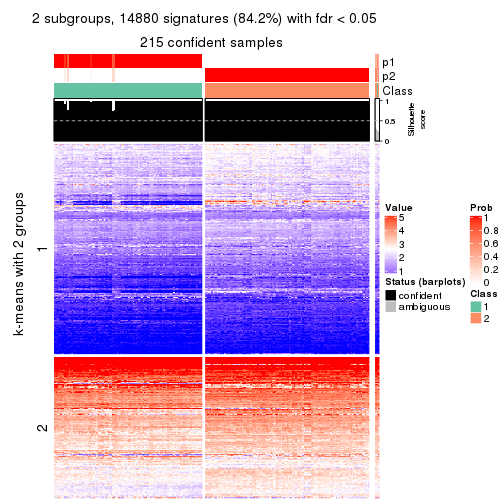 2 subgroups, 14880 signatures (84.2%) with fdr < 0.05
215 confident samples
p1
p2
Class
1
0.5
0
Silhouette
score
k-means with 2 groups
1
2
Value
5
4
3
2
1
Status (barplots)
confident
ambiguous
Prob
1
0.8
0.6
0.4
0.2
0
Class
1
2